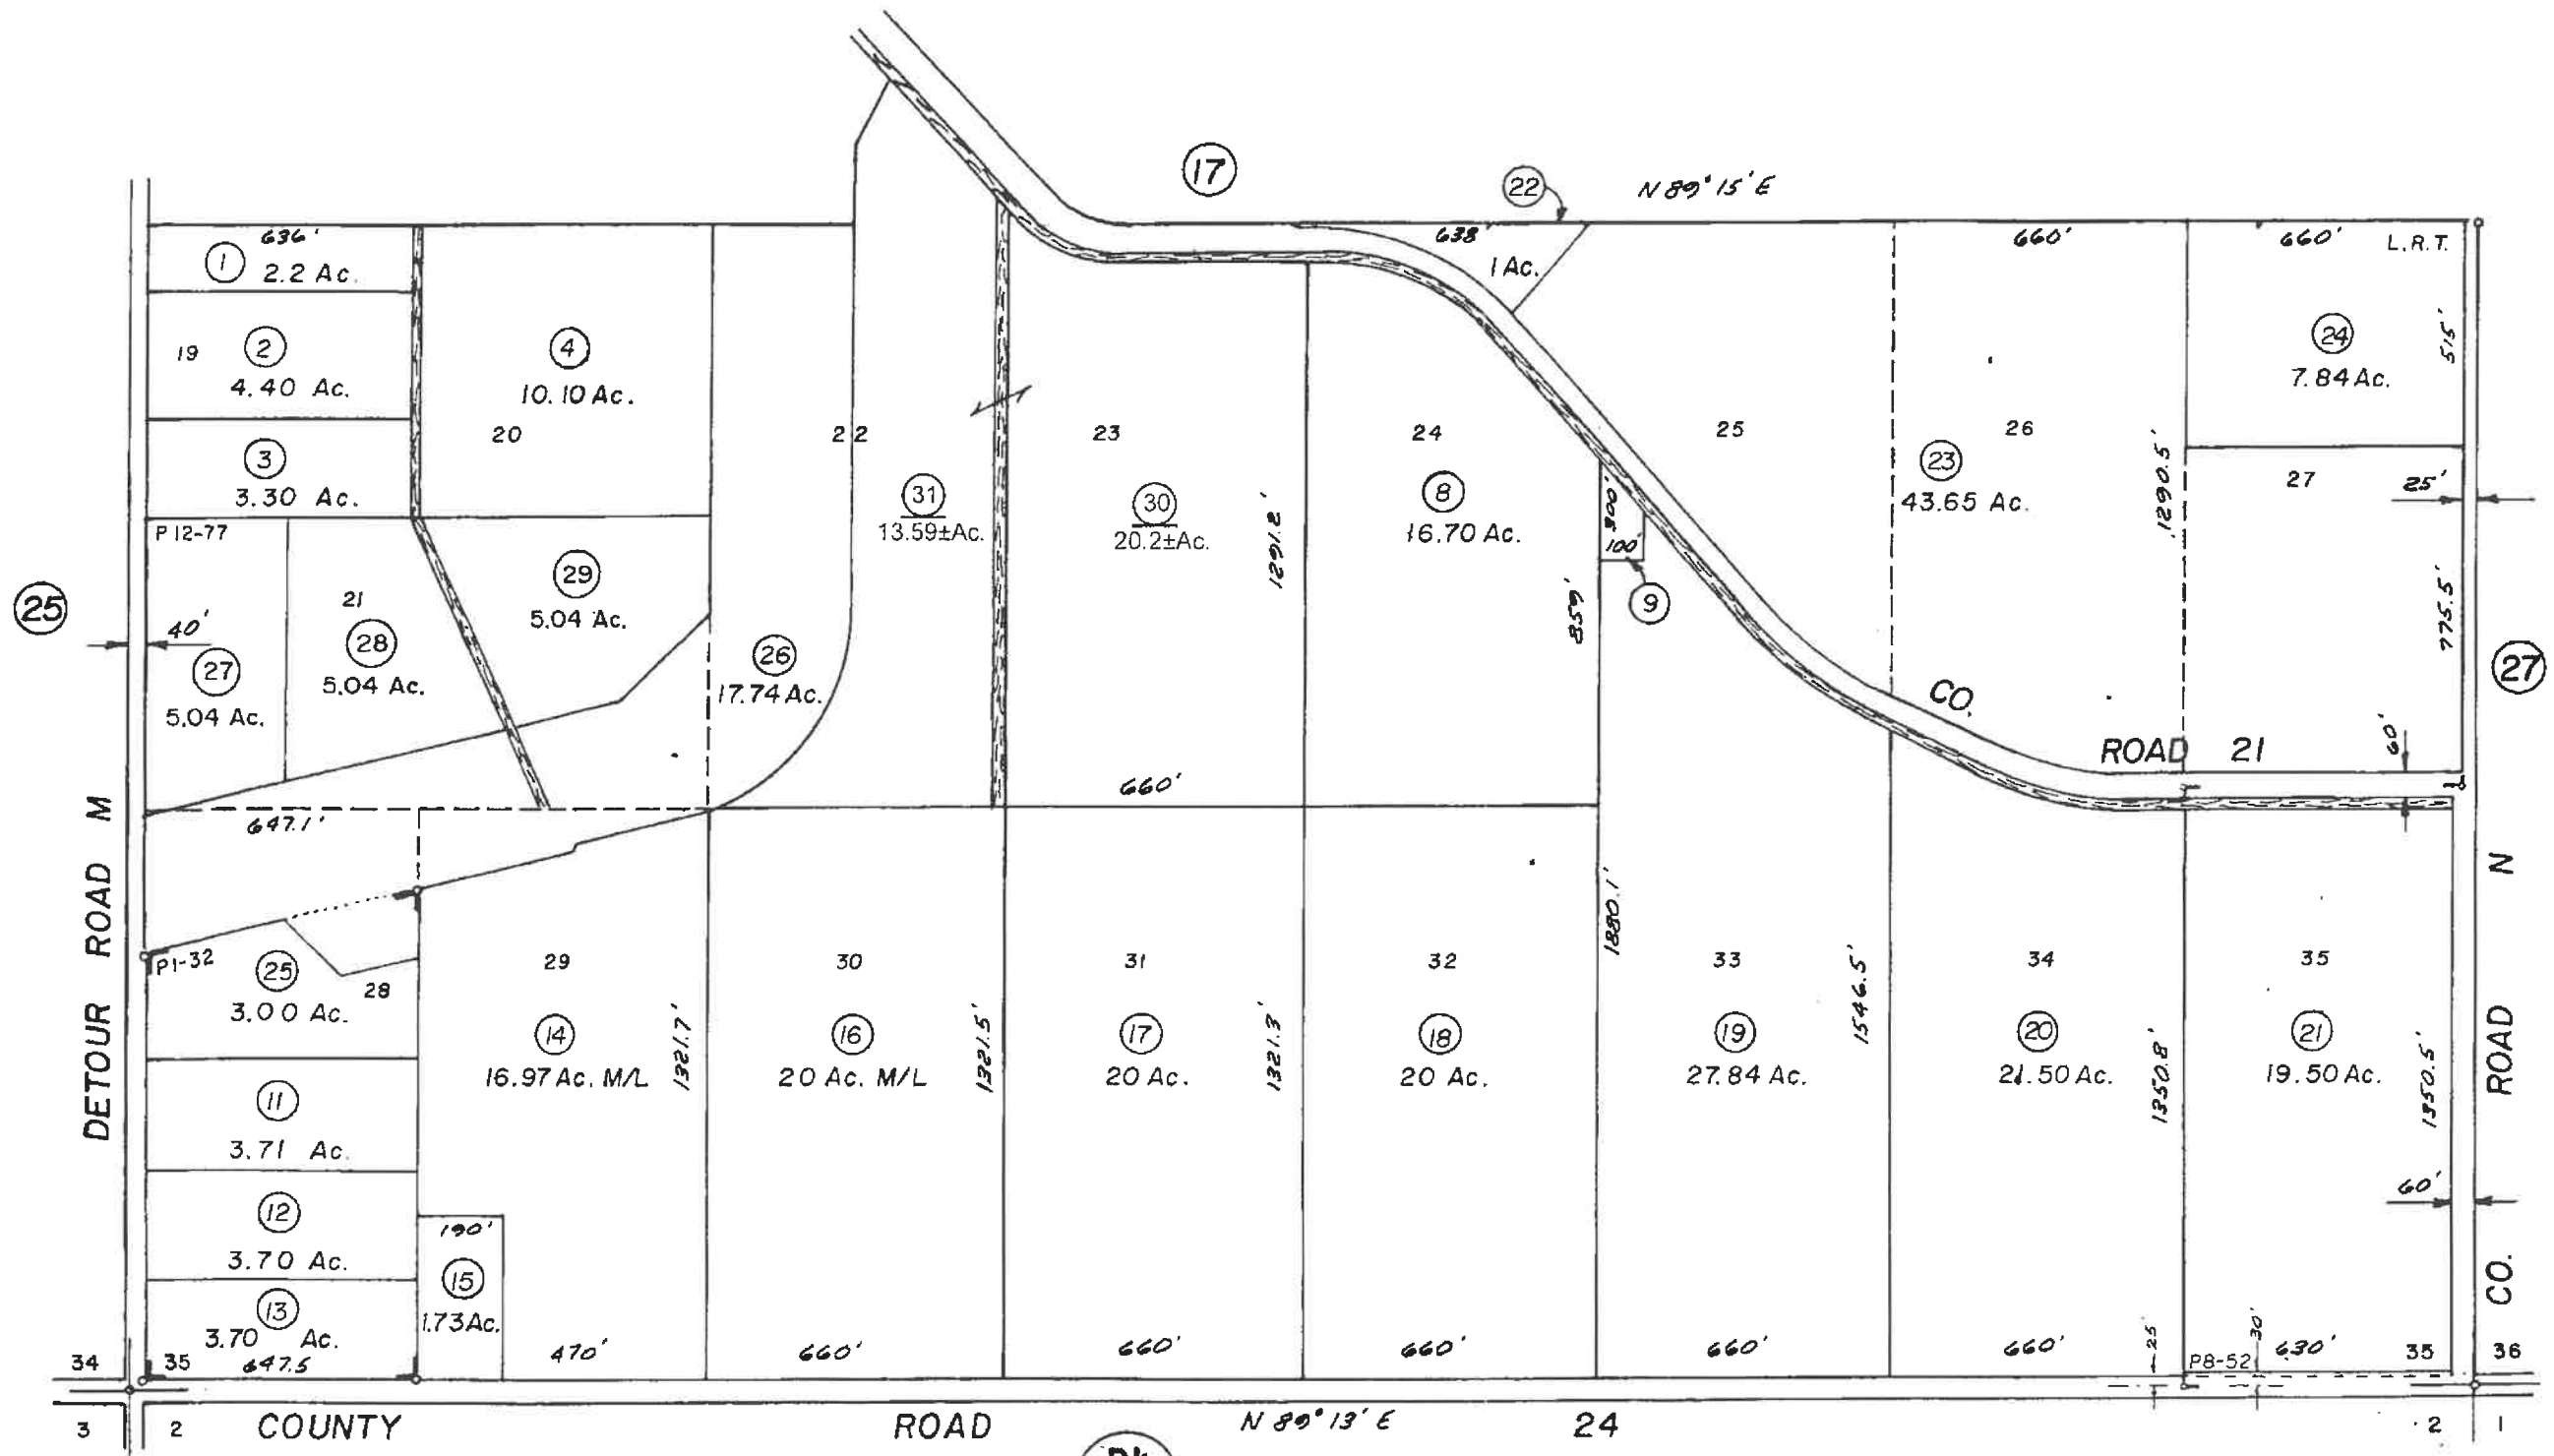 17
22
N 89° 15' E
636'
1
2.2 Ac.
638'
1 Ac.
660'
660'
L.R.T.
19
2
4.40 Ac.
4
10.10 Ac.
24
7.84 Ac.
515'
3
3.30 Ac.
20
22
23
24
25
26
23
43.65 Ac.
1290.5'
27
25'
P 12-77
31
13.59±Ac.
30
20.2±Ac.
1291.2'
8
16.70 Ac.
300'
100'
9
859'
25
40'
27
5.04 Ac.
21
28
5.04 Ac.
29
5.04 Ac.
26
17.74 Ac.
775.5'
27
CO.
ROAD 21
60'
660'
647.1'
DETOUR ROAD M
P1-32
25
3.00 Ac.
28
29
14
16.97 Ac. M/L
1321.7'
30
16
20 Ac. M/L
1321.5'
31
17
20 Ac.
1321.3'
32
18
20 Ac.
1880.1'
33
19
27.84 Ac.
1546.5'
34
20
21.50 Ac.
1350.8'
35
21
19.50 Ac.
1350.5'
CO. ROAD N
11
3.71 Ac.
12
3.70 Ac.
13
3.70 Ac.
190'
15
1.73 Ac.
60'
34
35
647.5
470'
660'
660'
660'
660'
660'
25'
P8-52
30'
630'
35
36
3
2
COUNTY ROAD N 89° 13' E 24
2
1